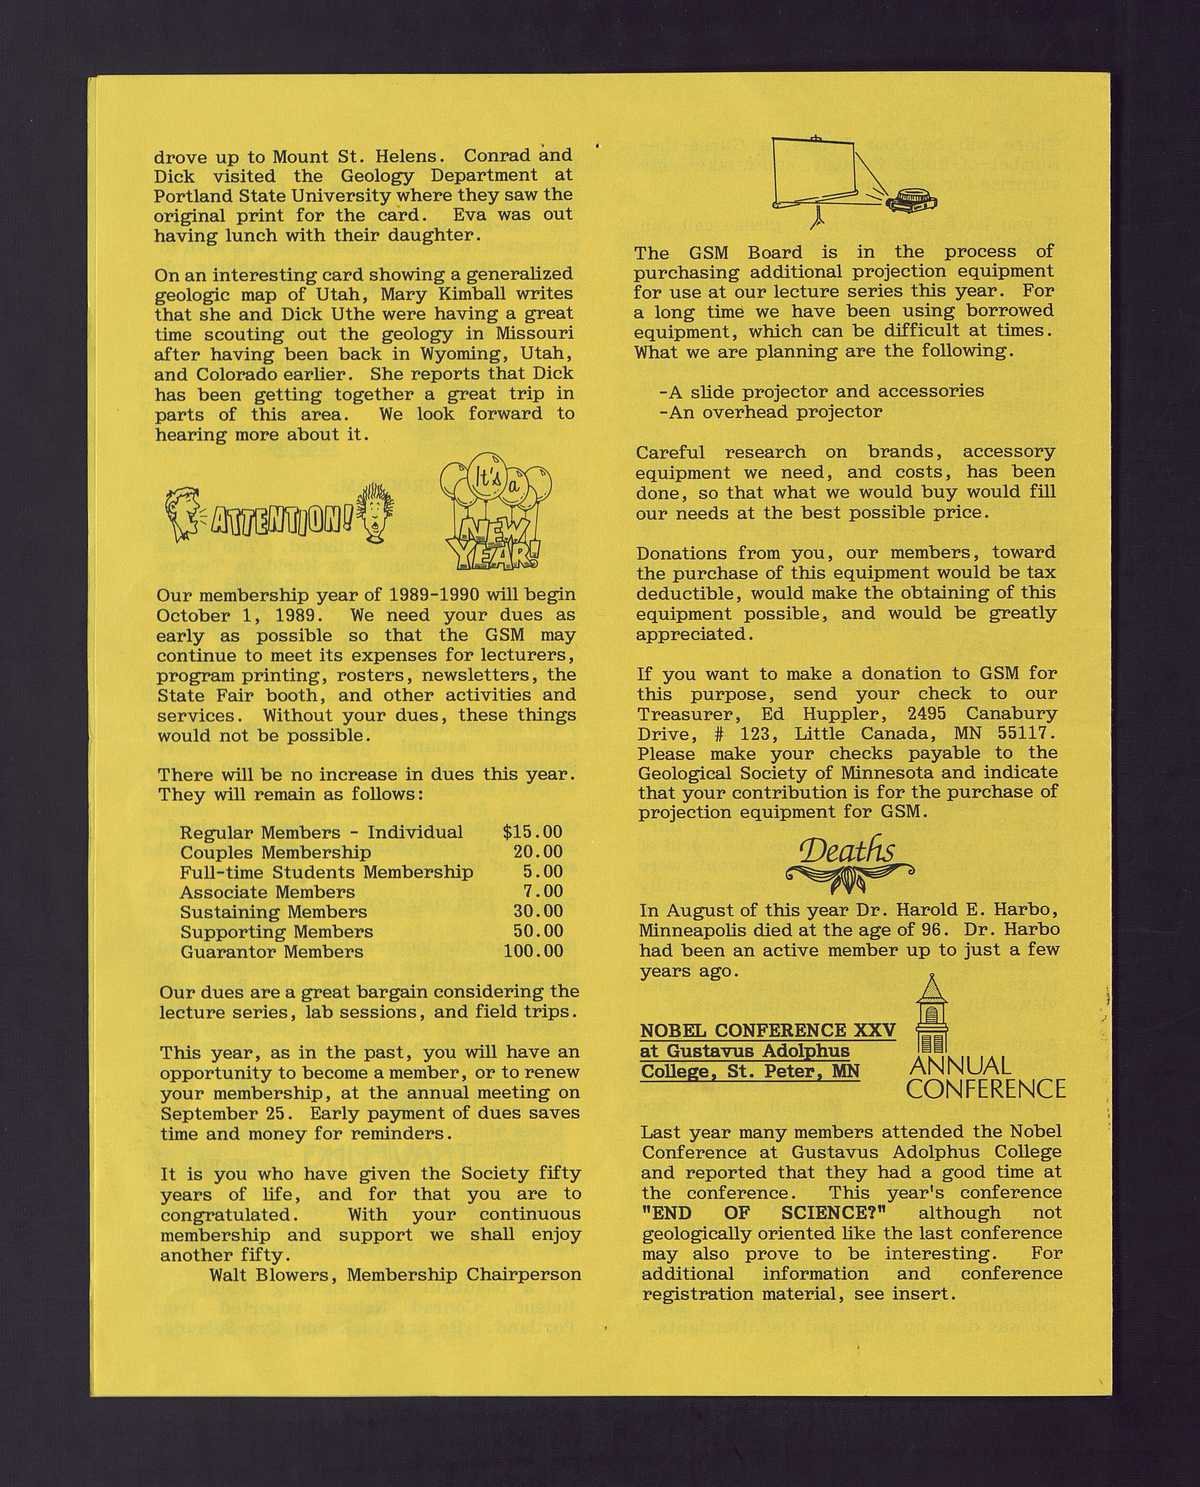 drove up to Mount St. Helens. Conrad and
Dick visited the Geology Department at
Portland State University where they saw the
original print for the card. Eva was out
having lunch with their daughter.
On an interesting card showing a generalized
geologic map of Utah, Mary Kimball writes
that she and Dick Uthe were having a great
time scouting out the geology in Missouri
after having been back in Wyoming, Utah,
and Colorado earlier. She reports that Dick
has been getting together a great trip in
parts of this area. We look forward to
hearing more about it.
ATTENTION!
It's a
NEW
YEAR!
Our membership year of 1989-1990 will begin
October 1, 1989. We need your dues as
early as possible so that the GSM may
continue to meet its expenses for lecturers,
program printing, rosters, newsletters, the
State Fair booth, and other activities and
services. Without your dues, these things
would not be possible.
There will be no increase in dues this year.
They will remain as follows:
Regular Members - Individual $15.00
Couples Membership 20.00
Full-time Students Membership 5.00
Associate Members 7.00
Sustaining Members 30.00
Supporting Members 50.00
Guarantor Members 100.00
Our dues are a great bargain considering the
lecture series, lab sessions, and field trips.
This year, as in the past, you will have an
opportunity to become a member, or to renew
your membership, at the annual meeting on
September 25. Early payment of dues saves
time and money for reminders.
It is you who have given the Society fifty
years of life, and for that you are to
congratulated. With your continuous
membership and support we shall enjoy
another fifty.
Walt Blowers, Membership Chairperson
The GSM Board is in the process of
purchasing additional projection equipment
for use at our lecture series this year. For
a long time we have been using borrowed
equipment, which can be difficult at times.
What we are planning are the following.
-A slide projector and accessories
-An overhead projector
Careful research on brands, accessory
equipment we need, and costs, has been
done, so that what we would buy would fill
our needs at the best possible price.
Donations from you, our members, toward
the purchase of this equipment would be tax
deductible, would make the obtaining of this
equipment possible, and would be greatly
appreciated.
If you want to make a donation to GSM for
this purpose, send your check to our
Treasurer, Ed Huppler, 2495 Canabury
Drive, # 123, Little Canada, MN 55117.
Please make your checks payable to the
Geological Society of Minnesota and indicate
that your contribution is for the purchase of
projection equipment for GSM.
Deaths
In August of this year Dr. Harold E. Harbo,
Minneapolis died at the age of 96. Dr. Harbo
had been an active member up to just a few
years ago.
NOBEL CONFERENCE XXV
at Gustavus Adolphus
College, St. Peter, MN
ANNUAL
CONFERENCE
Last year many members attended the Nobel
Conference at Gustavus Adolphus College
and reported that they had a good time at
the conference. This year's conference
"END OF SCIENCE?" although not
geologically oriented like the last conference
may also prove to be interesting. For
additional information and conference
registration material, see insert.